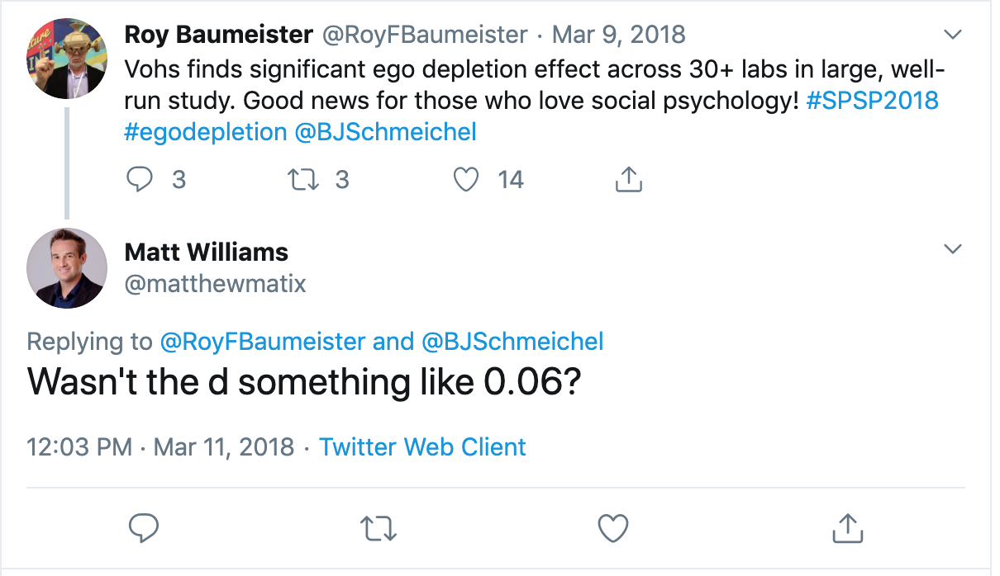 Roy Baumeister @RoyFBaumeister · Mar 9, 2018
Vohs finds significant ego depletion effect across 30+ labs in large, well-
run study. Good news for those who love social psychology! #SPSP2018
#egodepletion @BJSchmeichel
3 3 14
Matt Williams
@matthewmatix
Replying to @RoyFBaumeister and @BJSchmeichel
Wasn't the d something like 0.06?
12:03 PM · Mar 11, 2018 · Twitter Web Client